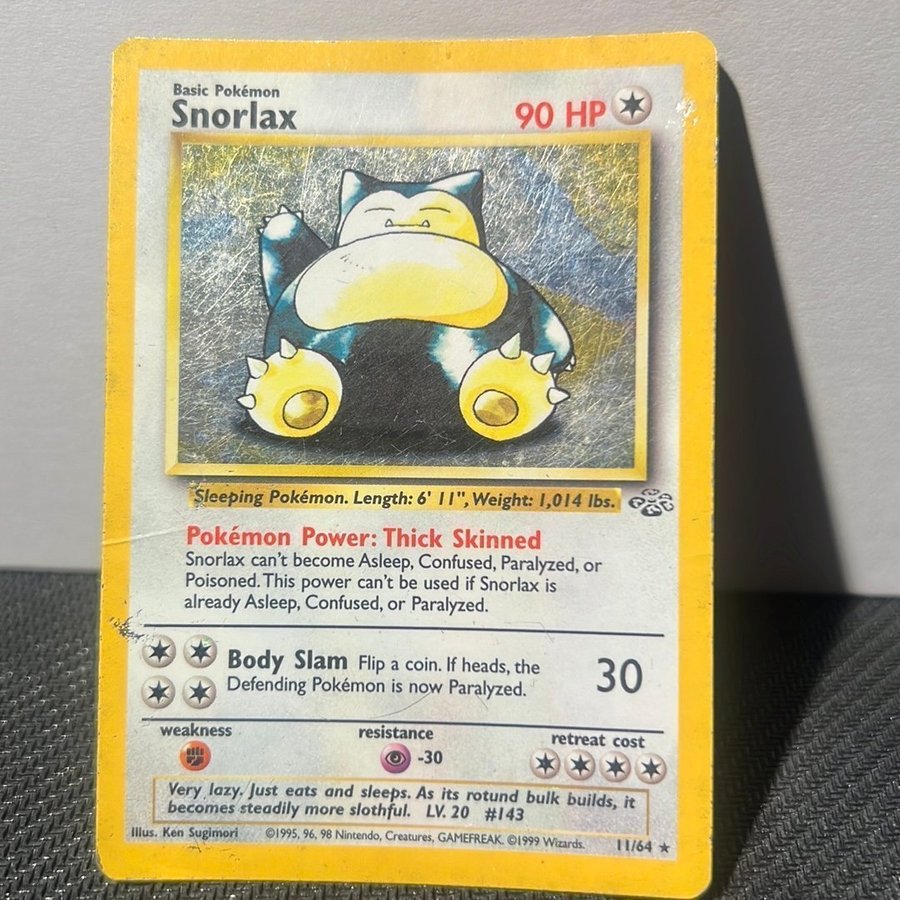 Basic Pokémon
Snorlax
90 HP
Sleeping Pokémon. Length: 6' 11", Weight: 1,014 lbs.
Pokémon Power: Thick Skinned
Snorlax can't become Asleep, Confused, Paralyzed, or
Poisoned. This power can't be used if Snorlax is
already Asleep, Confused, or Paralyzed.
Body Slam Flip a coin. If heads, the
Defending Pokémon is now Paralyzed.
30
weakness
resistance
-30
retreat cost
Very lazy. Just eats and sleeps. As its rotund bulk builds, it
becomes steadily more slothful. LV. 20 #143
Illus. Ken Sugimori
©1995, 96, 98 Nintendo, Creatures, GAMEFREAK. ©1999 Wizards.
11/64 ★